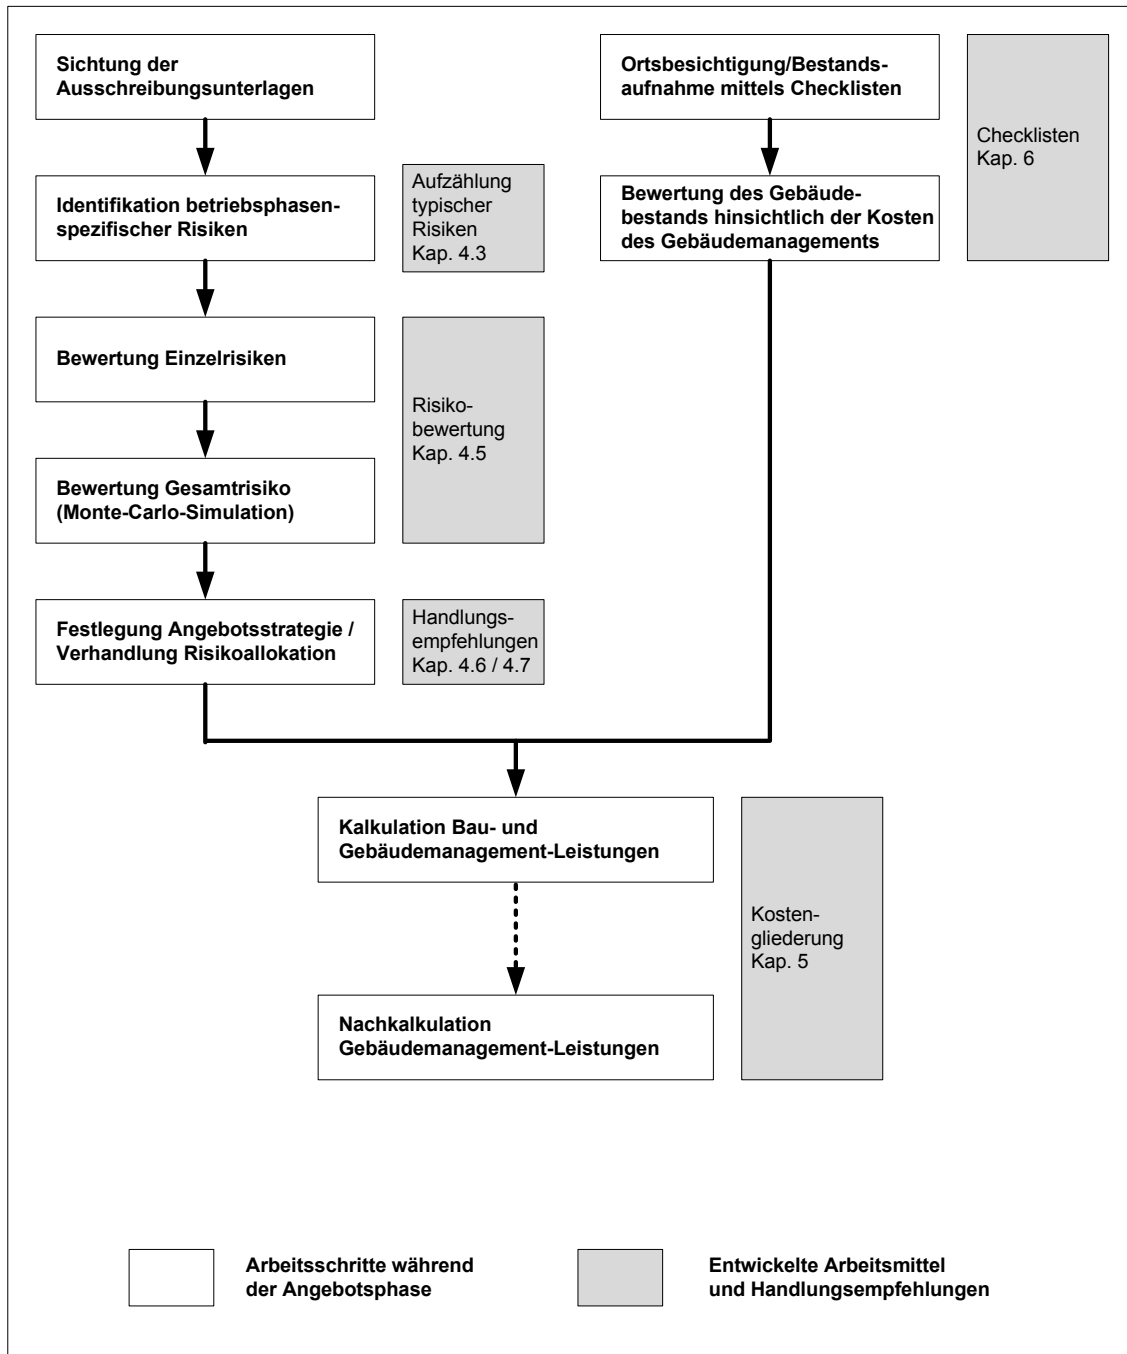 Sichtung der
Ausschreibungsunterlagen
Ortsbesichtigung/Bestands-
aufnahme mittels Checklisten
Checklisten
Kap. 6
Identifikation betriebsphasen-
spezifischer Risiken
Aufzählung
typischer
Risiken
Kap. 4.3
Bewertung des Gebäude-
bestands hinsichtlich der Kosten
des Gebäudemanagements
Bewertung Einzelrisiken
Risiko-
bewertung
Kap. 4.5
Bewertung Gesamtrisiko
(Monte-Carlo-Simulation)
Festlegung Angebotsstrategie /
Verhandlung Risikoallokation
Handlungs-
empfehlungen
Kap. 4.6 / 4.7
Kalkulation Bau- und
Gebäudemanagement-Leistungen
Kosten-
gliederung
Kap. 5
Nachkalkulation
Gebäudemanagement-Leistungen
Arbeitsschritte während
der Angebotsphase
Entwickelte Arbeitsmittel
und Handlungsempfehlungen